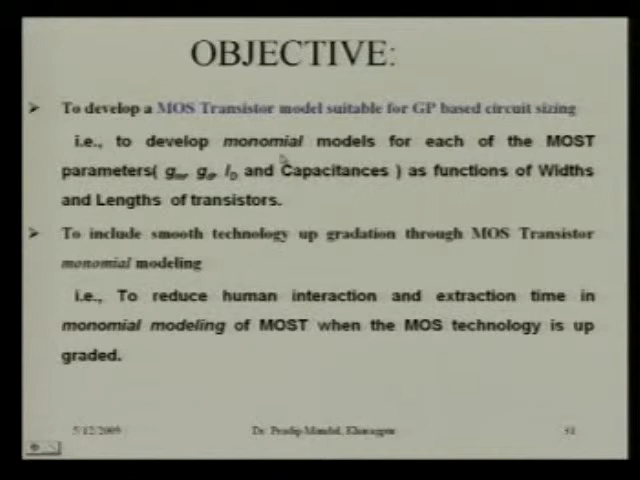 OBJECTIVE:
To develop a MOS Transistor model suitable for GP based circuit sizing
i.e., to develop monomial models for each of the MOST
parameters( gm, gd, ID and Capacitances ) as functions of Widths
and Lengths of transistors.
To include smooth technology up gradation through MOS Transistor
monomial modeling
i.e., To reduce human interaction and extraction time in
monomial modeling of MOST when the MOS technology is up
graded.
5/12/2009 Dr. Pradip Mandal, Kharagpur 51